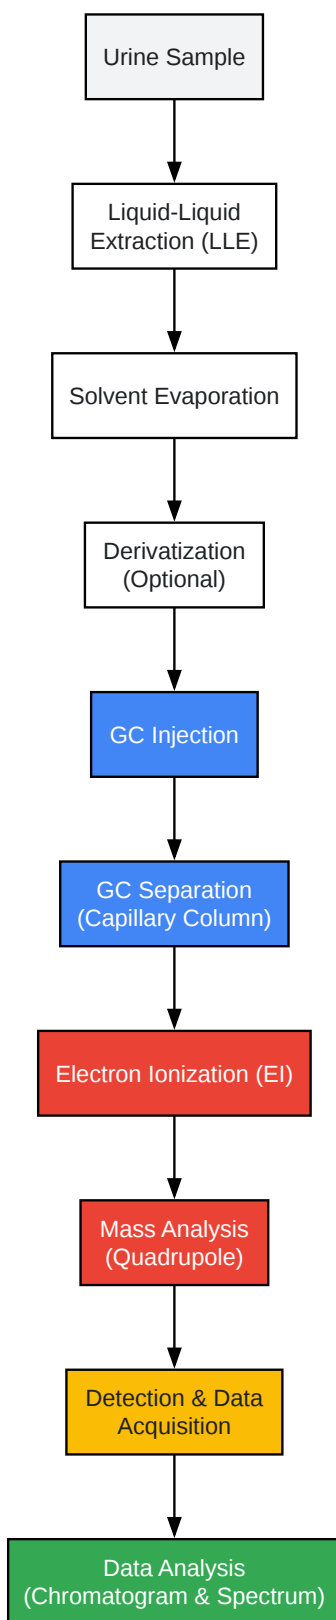 Urine Sample
Liquid-Liquid
Extraction (LLE)
Solvent Evaporation
Derivatization
(Optional)
GC Injection
GC Separation
(Capillary Column)
Electron Ionization (EI)
Mass Analysis
(Quadrupole)
Detection & Data
Acquisition
Data Analysis
(Chromatogram & Spectrum)